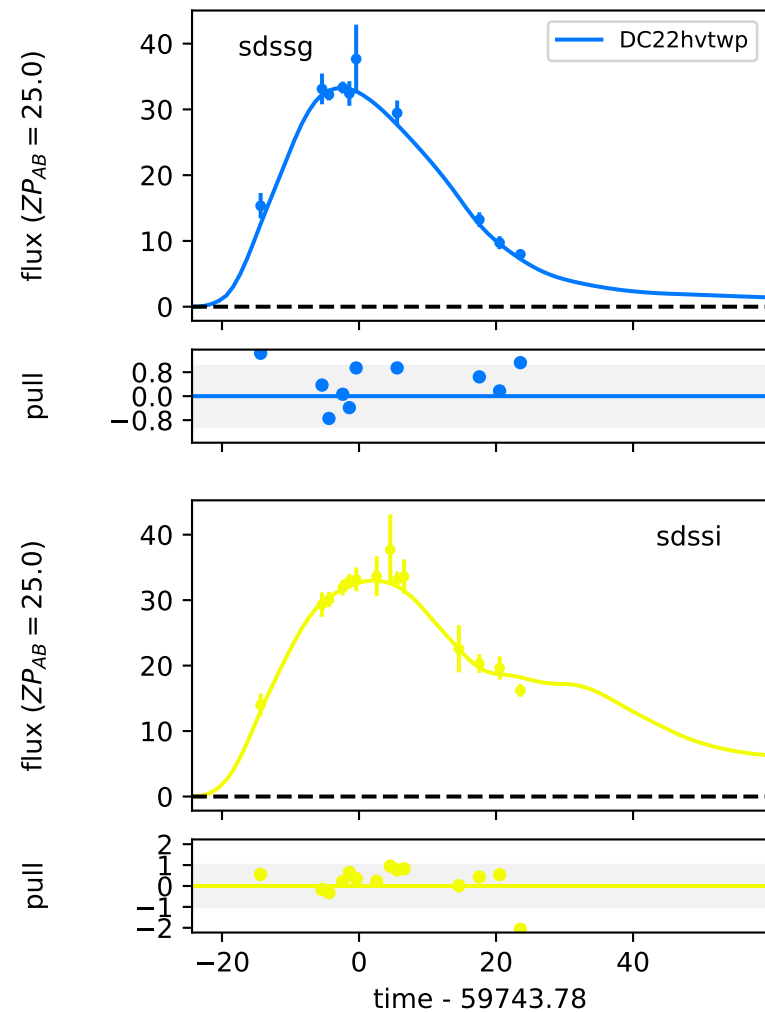 sdssg
DC22hvtwp
flux (ZP_AB = 25.0)
40
30
20
10
0
pull
0.8
0.0
−0.8
sdssi
flux (ZP_AB = 25.0)
40
30
20
10
0
pull
2
1
0
−1
−2
−20 0 20 40
time - 59743.78